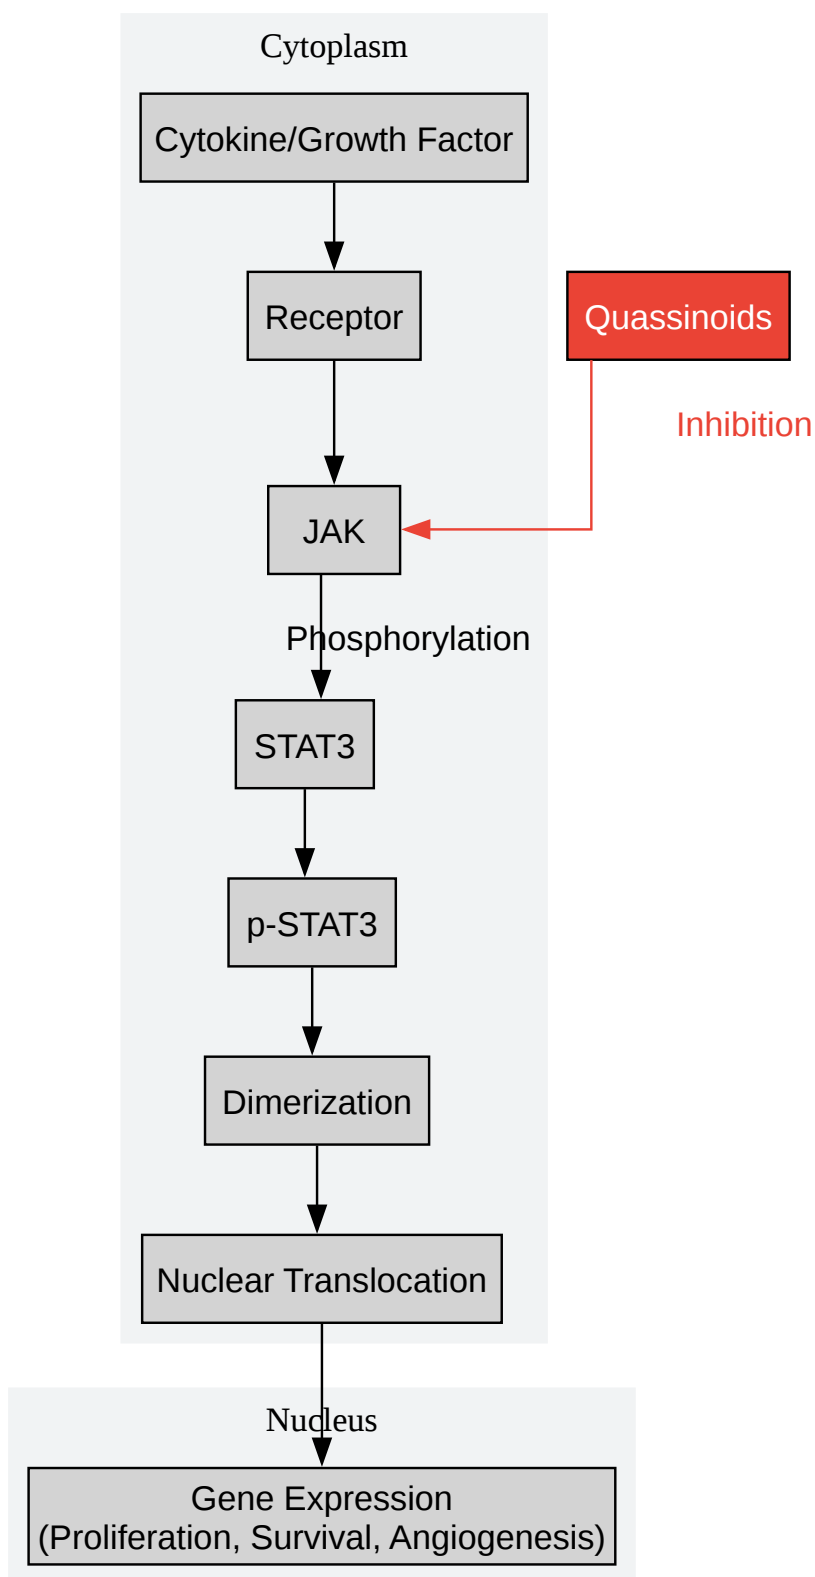 Cytoplasm
Cytokine/Growth Factor
Receptor
Quassinoids
Inhibition
JAK
Phosphorylation
STAT3
p-STAT3
Dimerization
Nuclear Translocation
Nucleus
Gene Expression
(Proliferation, Survival, Angiogenesis)